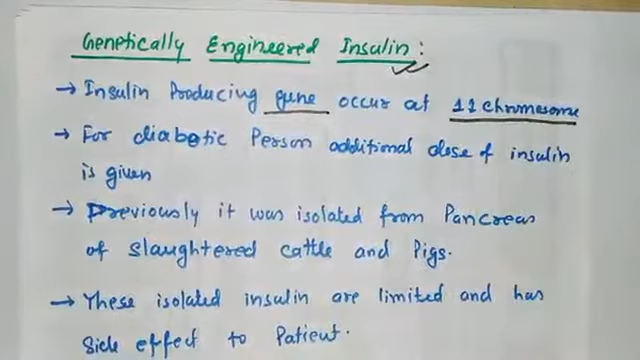 Genetically Engineered Insulin :
→ Insulin Producing gene occur at 11 chromosome
→ For diabetic Person additional dose of insulin
is given
→ Previously it was isolated from Pancreas
of slaughtered cattle and Pigs.
→ These isolated insulin are limited and has
Side effect to Patient.